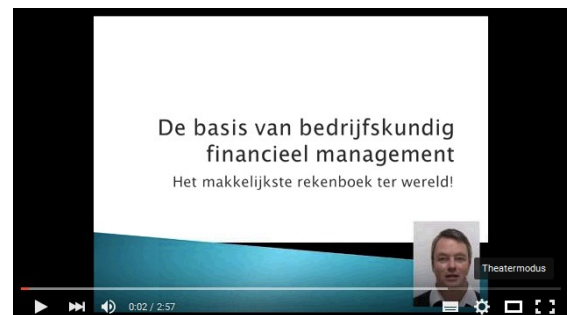 De basis van bedrijfskundig
financieel management
Het makkelijkste rekenboek ter wereld!
Theatermodus
0:02 / 2:57